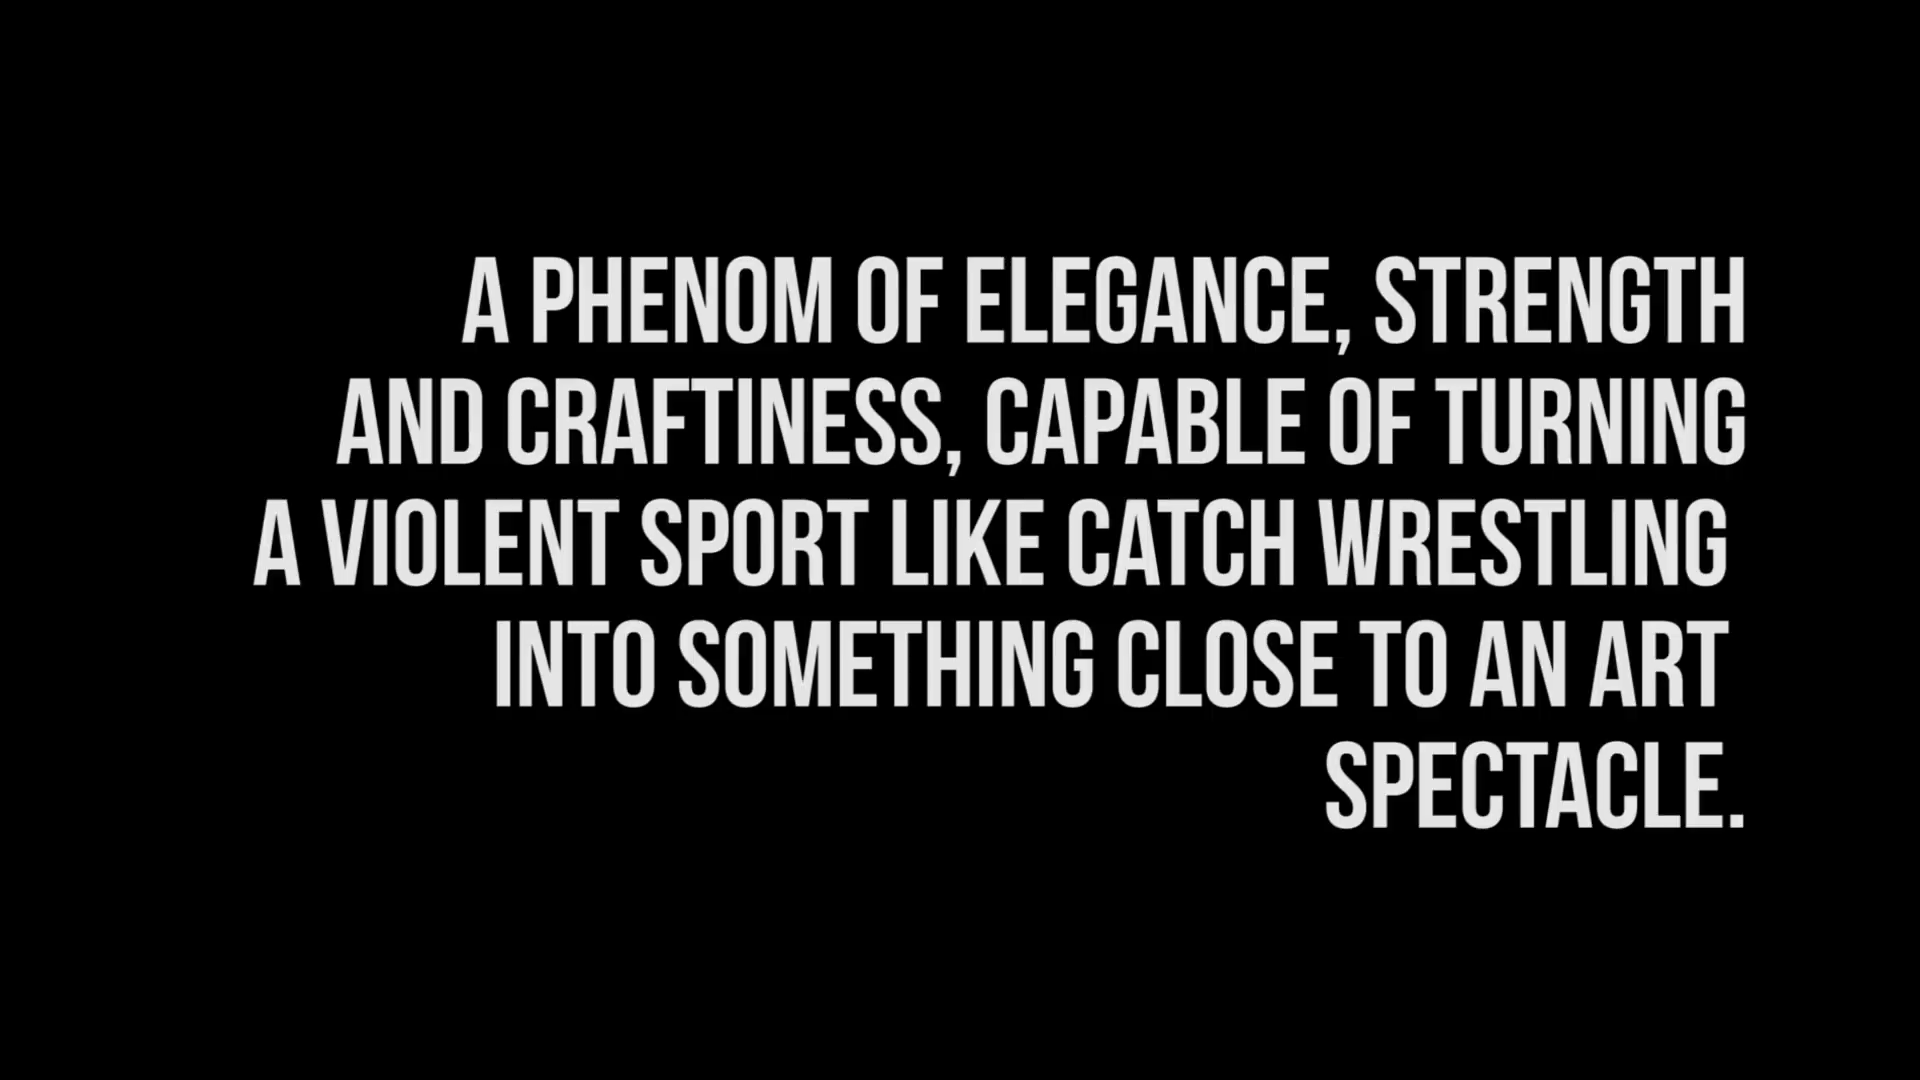 A PHENOM OF ELEGANCE, STRENGTH
AND CRAFTINESS, CAPABLE OF TURNING
A VIOLENT SPORT LIKE CATCH WRESTLING
INTO SOMETHING CLOSE TO AN ART
SPECTACLE.